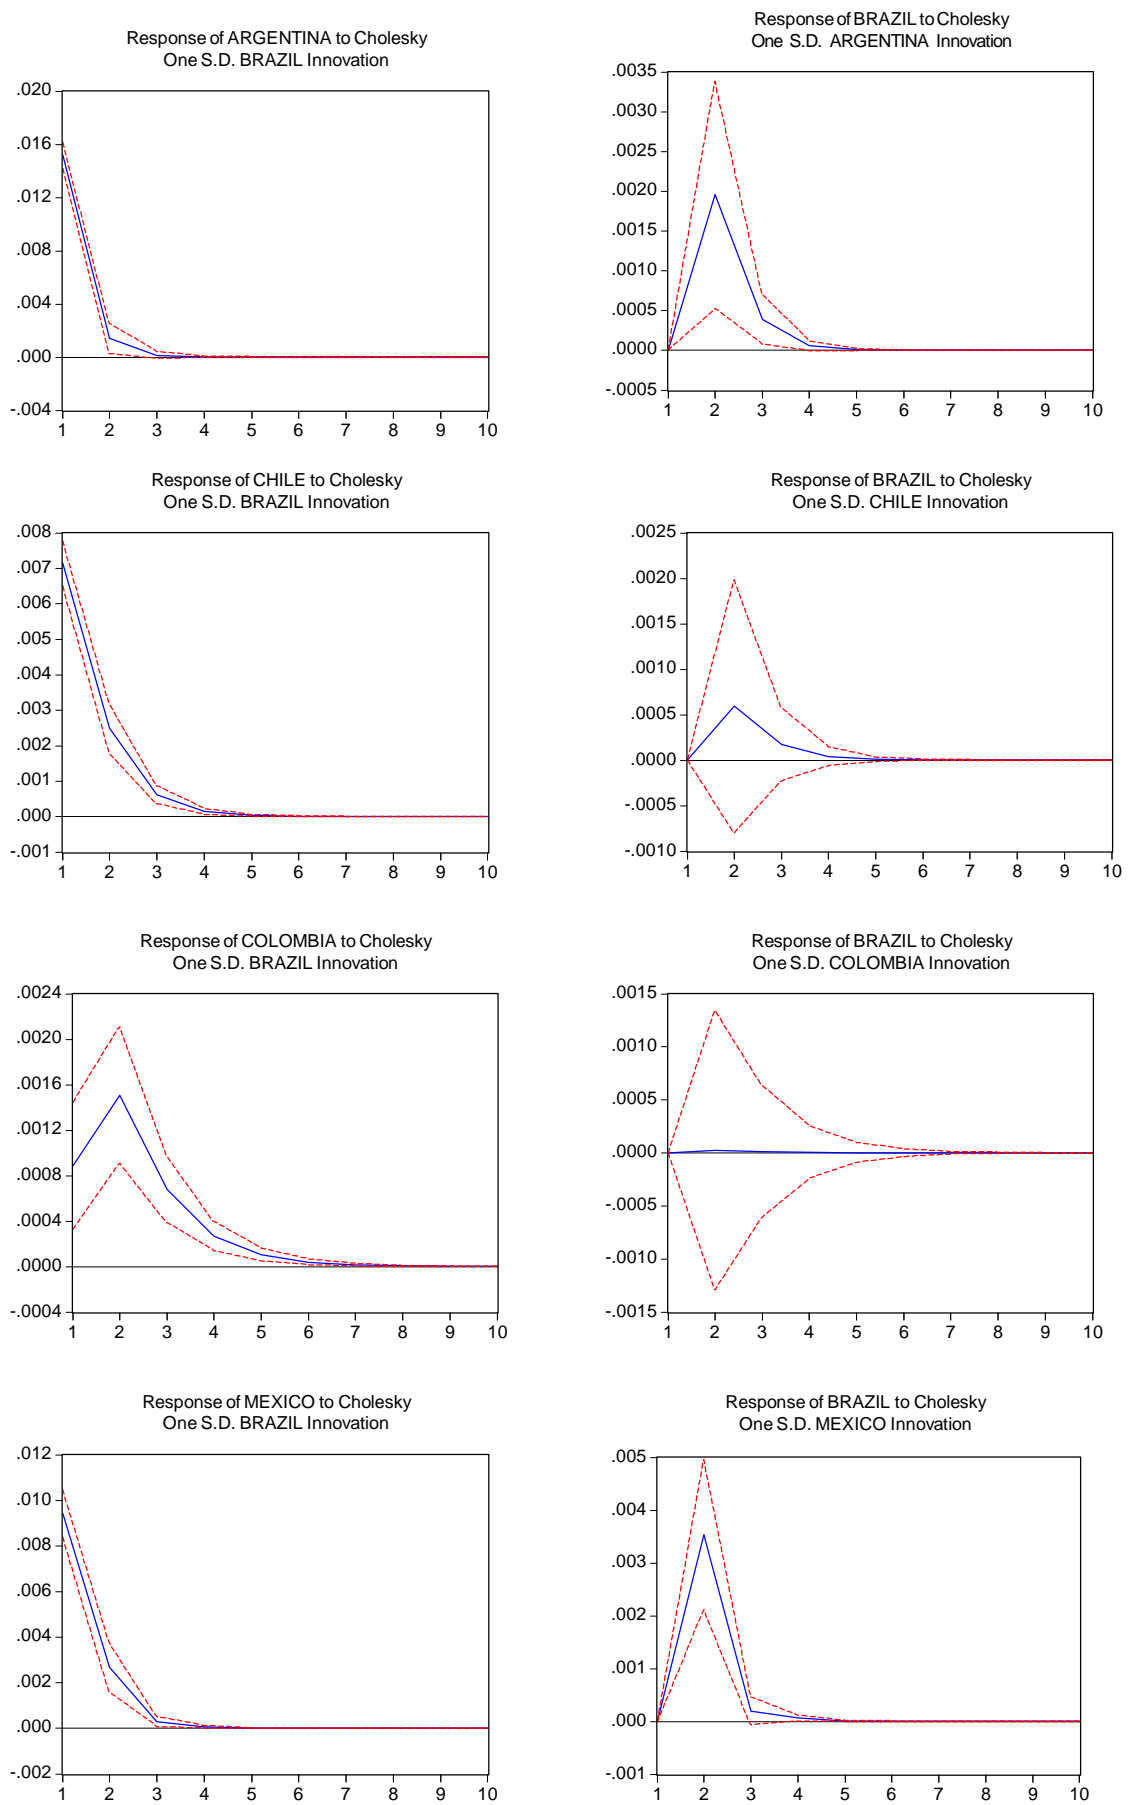 Response of ARGENTINA to Cholesky
One S.D. BRAZIL Innovation
.020
.016
.012
.008
.004
.000
-.004
1 2 3 4 5 6 7 8 9 10
Response of BRAZIL to Cholesky
One S.D. ARGENTINA Innovation
.0035
.0030
.0025
.0020
.0015
.0010
.0005
.0000
-.0005
1 2 3 4 5 6 7 8 9 10
Response of CHILE to Cholesky
One S.D. BRAZIL Innovation
.008
.007
.006
.005
.004
.003
.002
.001
.000
-.001
1 2 3 4 5 6 7 8 9 10
Response of BRAZIL to Cholesky
One S.D. CHILE Innovation
.0025
.0020
.0015
.0010
.0005
.0000
-.0005
-.0010
1 2 3 4 5 6 7 8 9 10
Response of COLOMBIA to Cholesky
One S.D. BRAZIL Innovation
.0024
.0020
.0016
.0012
.0008
.0004
.0000
-.0004
1 2 3 4 5 6 7 8 9 10
Response of BRAZIL to Cholesky
One S.D. COLOMBIA Innovation
.0015
.0010
.0005
.0000
-.0005
-.0010
-.0015
1 2 3 4 5 6 7 8 9 10
Response of MEXICO to Cholesky
One S.D. BRAZIL Innovation
.012
.010
.008
.006
.004
.002
.000
-.002
1 2 3 4 5 6 7 8 9 10
Response of BRAZIL to Cholesky
One S.D. MEXICO Innovation
.005
.004
.003
.002
.001
.000
-.001
1 2 3 4 5 6 7 8 9 10